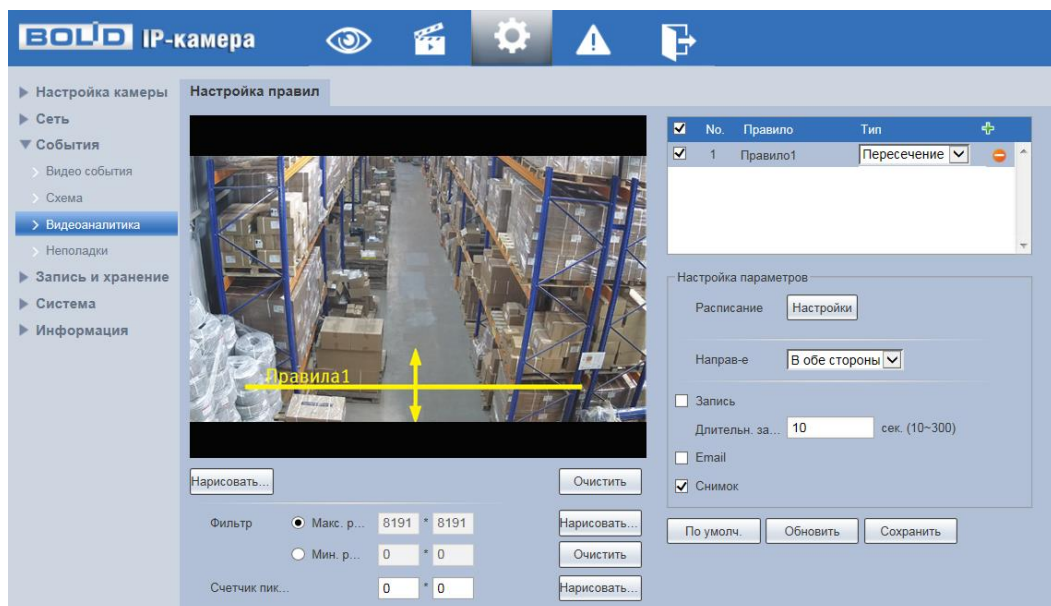 BOLID IP-камера
Настройка камеры
Сеть
События
Видео события
Схема
Видеоаналитика
Неполадки
Запись и хранение
Система
Информация
Настройка правил
Правила1
Нарисовать...
Очистить
Фильтр
Макс. р...
8191 * 8191
Нарисовать...
Мин. р...
0 * 0
Очистить
Счетчик пик...
0 * 0
Нарисовать...
No. Правило Тип
1 Правило1 Пересечение
Настройка параметров
Расписание Настройки
Направ-е В обе стороны
Запись
Длительн. за... 10 сек. (10~300)
Email
Снимок
По умолч. Обновить Сохранить